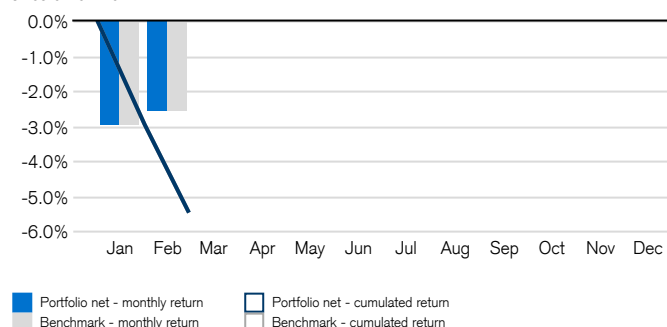 0.0%
-1.0%
-2.0%
-3.0%
-4.0%
-5.0%
-6.0%
Jan Feb Mar Apr May Jun Jul Aug Sep Oct Nov Dec
Portfolio net - monthly return Portfolio net - cumulated return
Benchmark - monthly return Benchmark - cumulated return